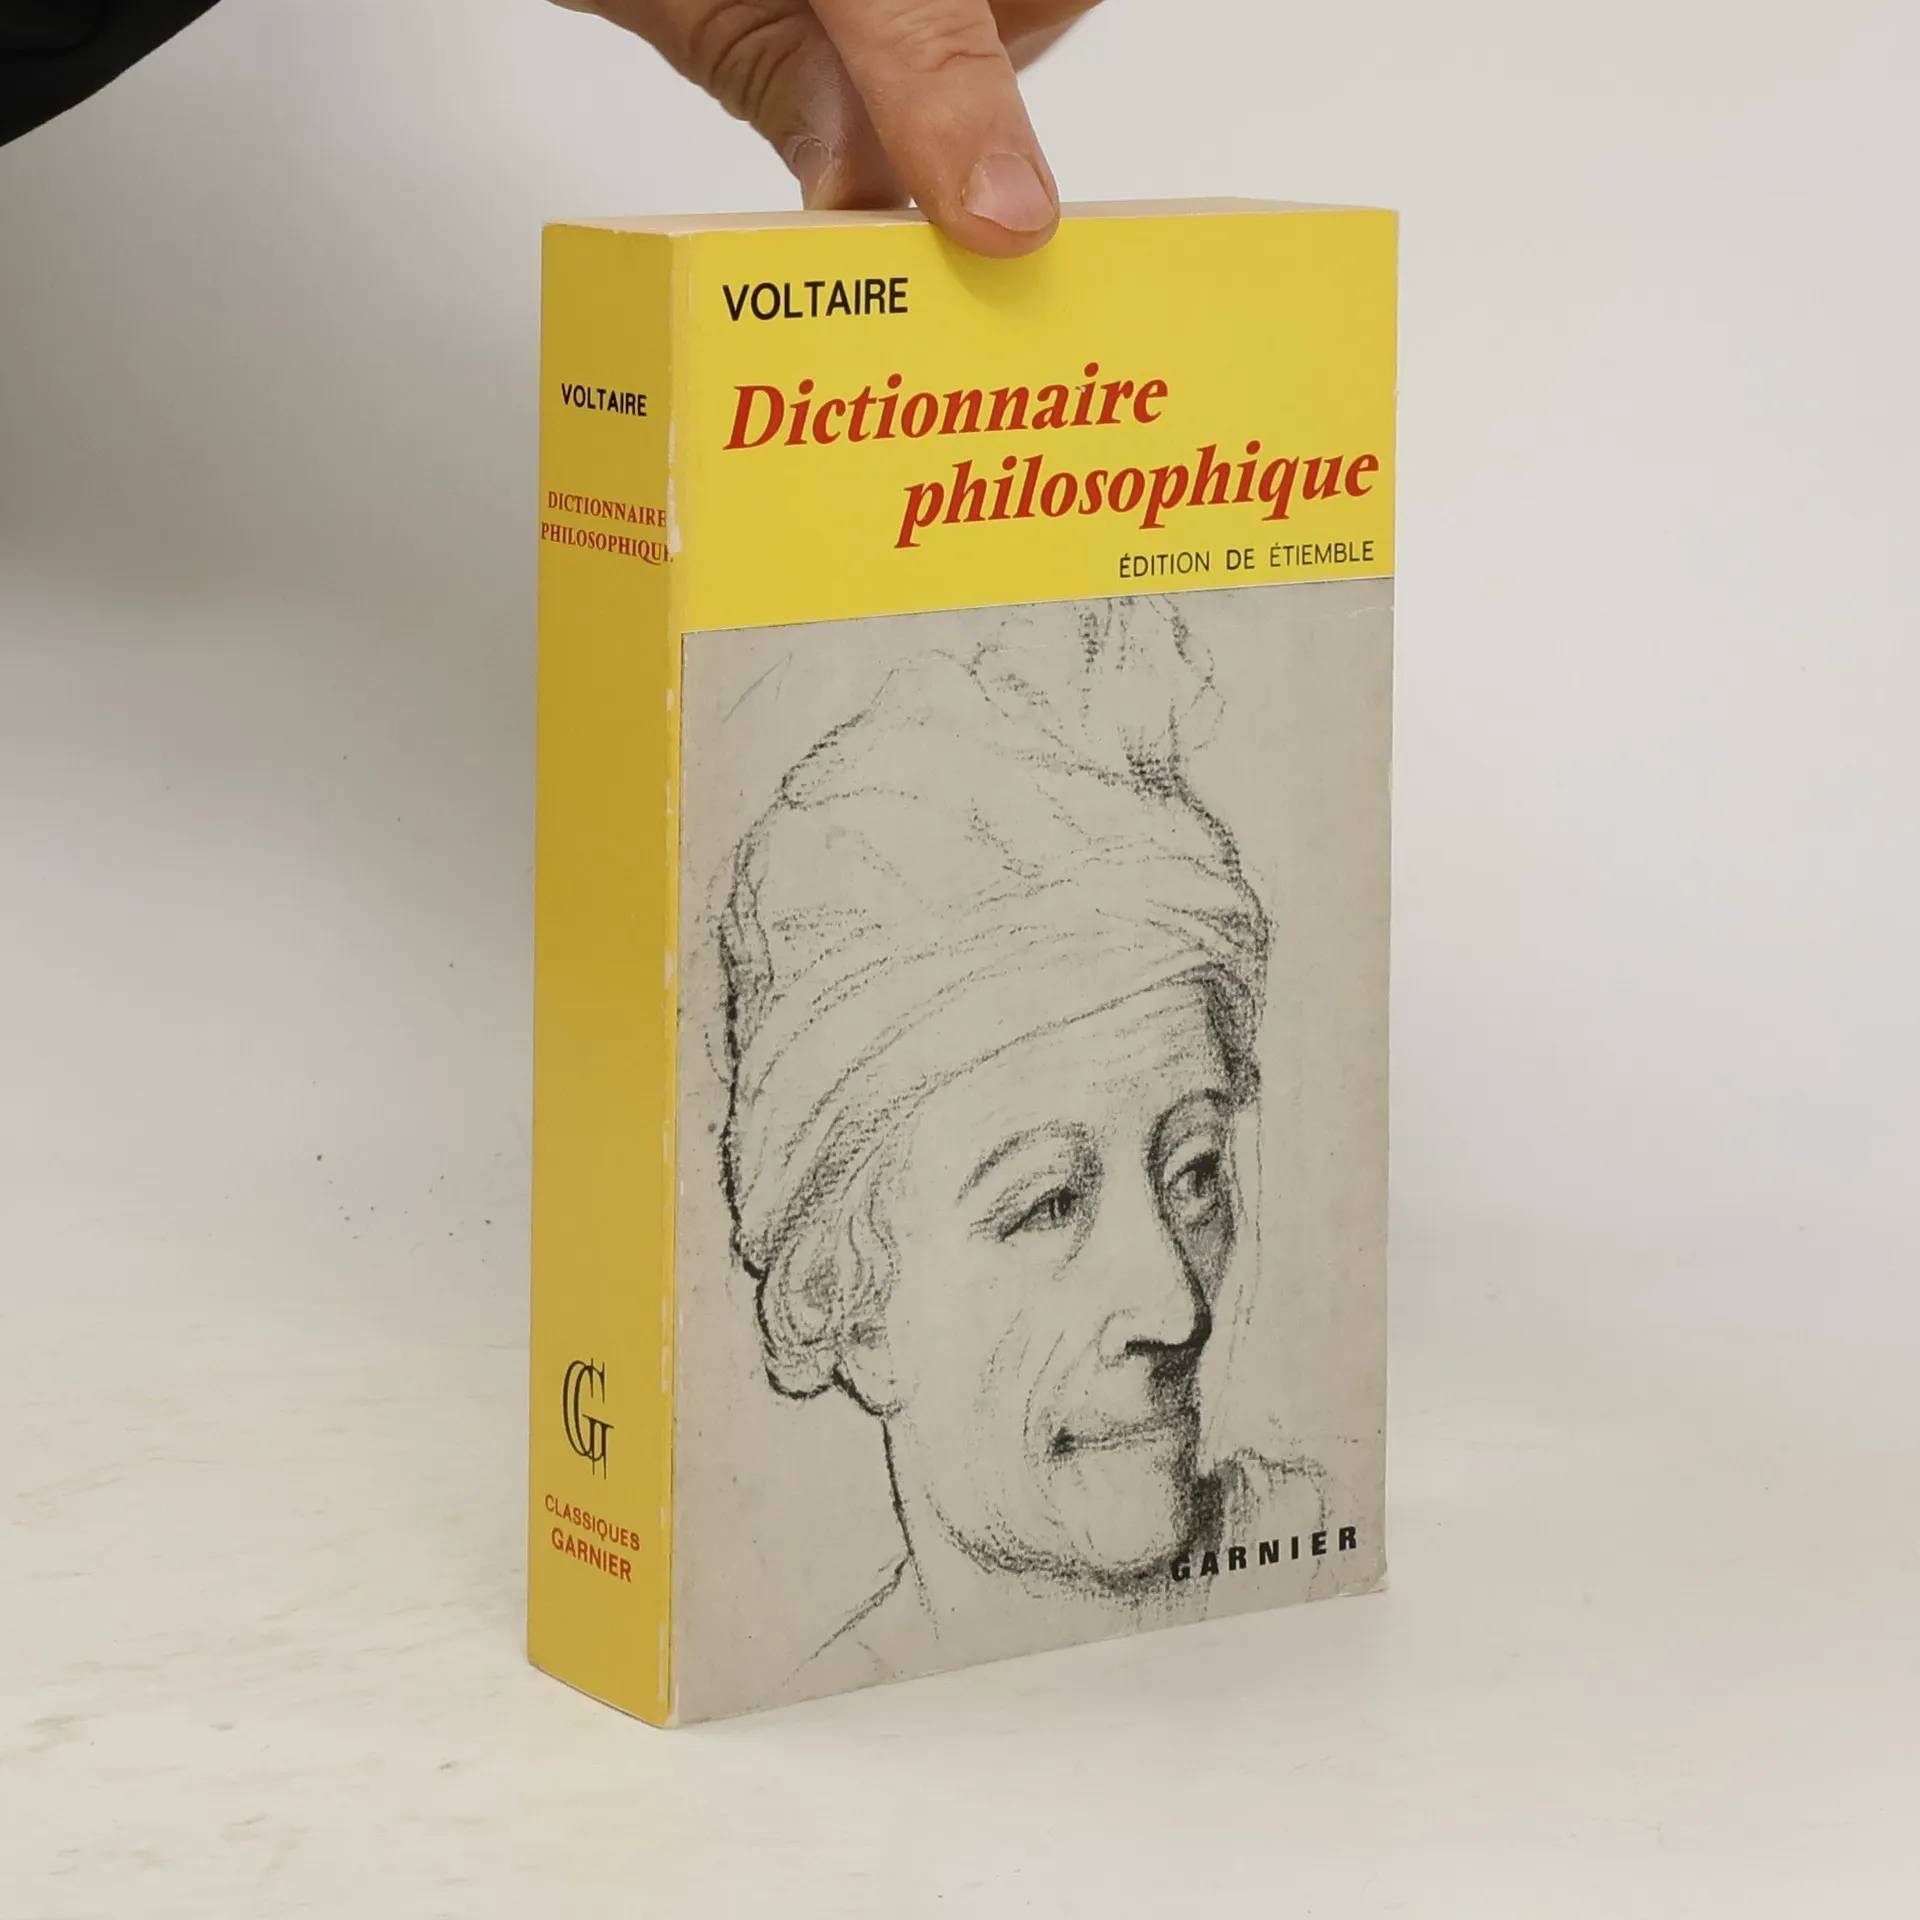 VOLTAIRE
Dictionnaire
philosophique
ÉDITION DE ÉTIEMBLE
GARNIER
VOLTAIRE
DICTIONNAIRE
PHILOSOPHIQUE
CLASSIQUES
GARNIER